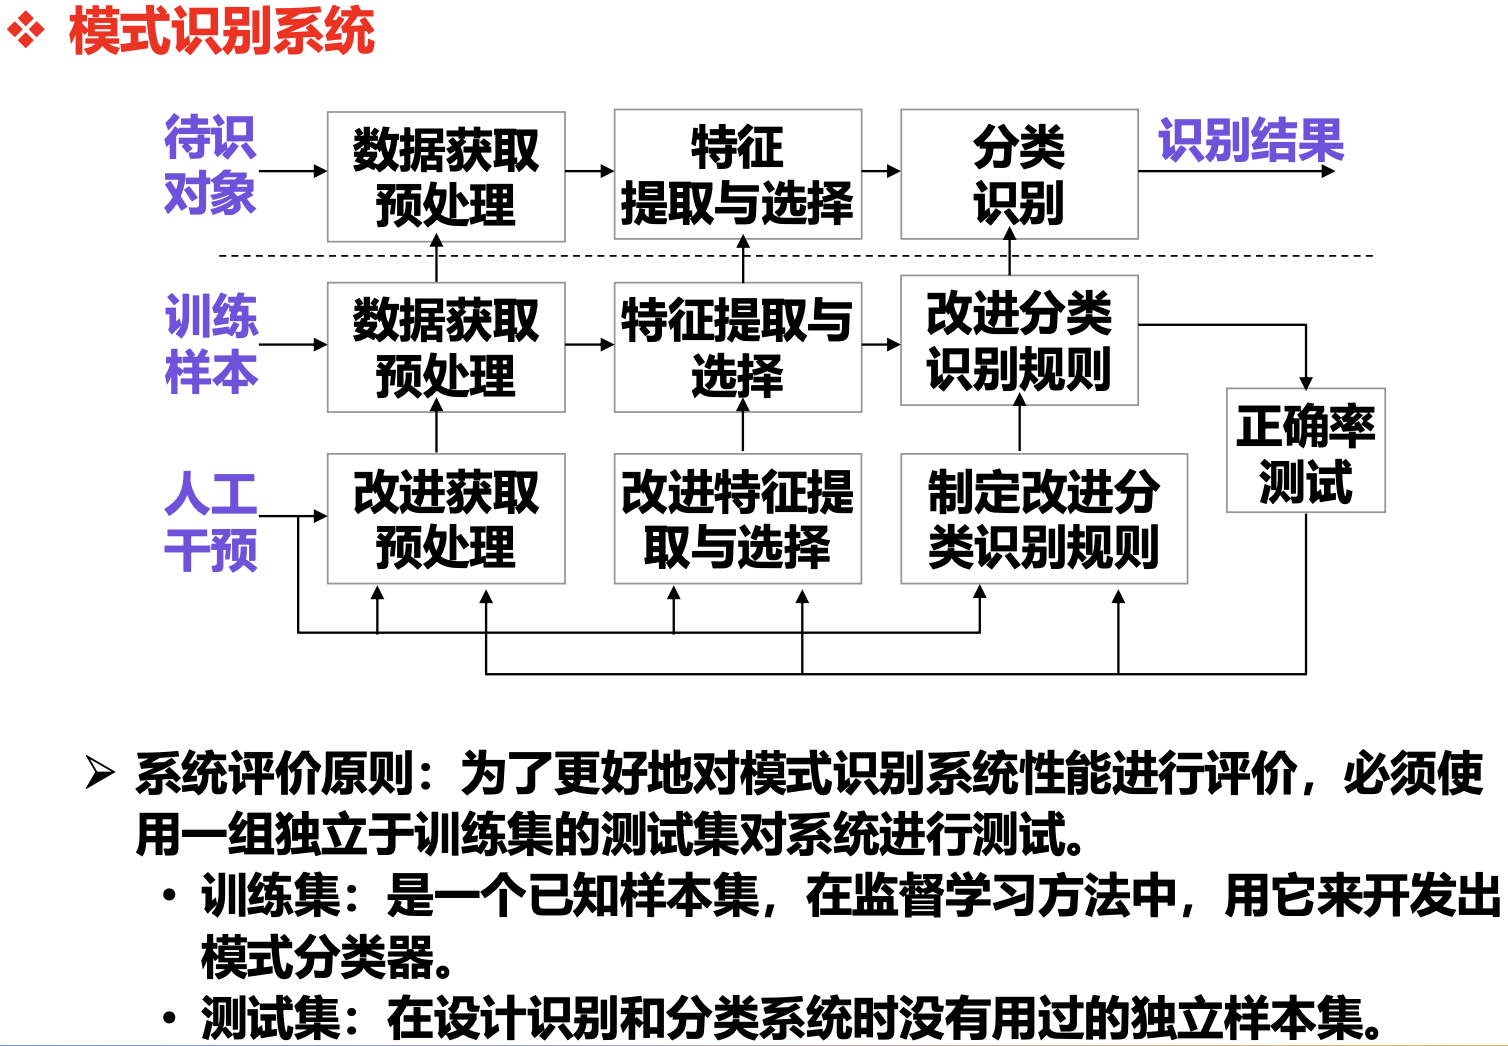 模式识别系统
待识
对象
数据获取
预处理
特征
提取与选择
分类
识别
识别结果
训练
样本
数据获取
预处理
特征提取与
选择
改进分类
识别规则
正确率
测试
人工
干预
改进获取
预处理
改进特征提
取与选择
制定改进分
类识别规则
系统评价原则：为了更好地对模式识别系统性能进行评价，必须使
用一组独立于训练集的测试集对系统进行测试。
• 训练集：是一个已知样本集，在监督学习方法中，用它来开发出
模式分类器。
• 测试集：在设计识别和分类系统时没有用过的独立样本集。